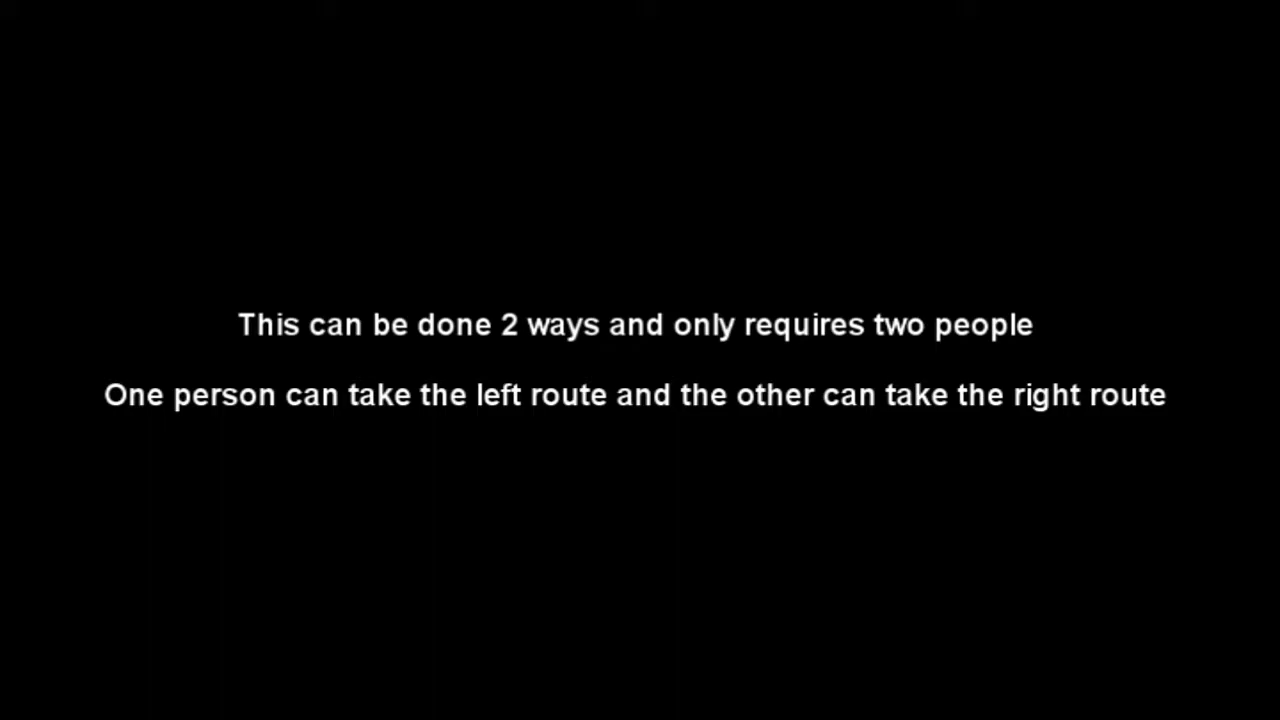 This can be done 2 ways and only requires two people
One person can take the left route and the other can take the right route